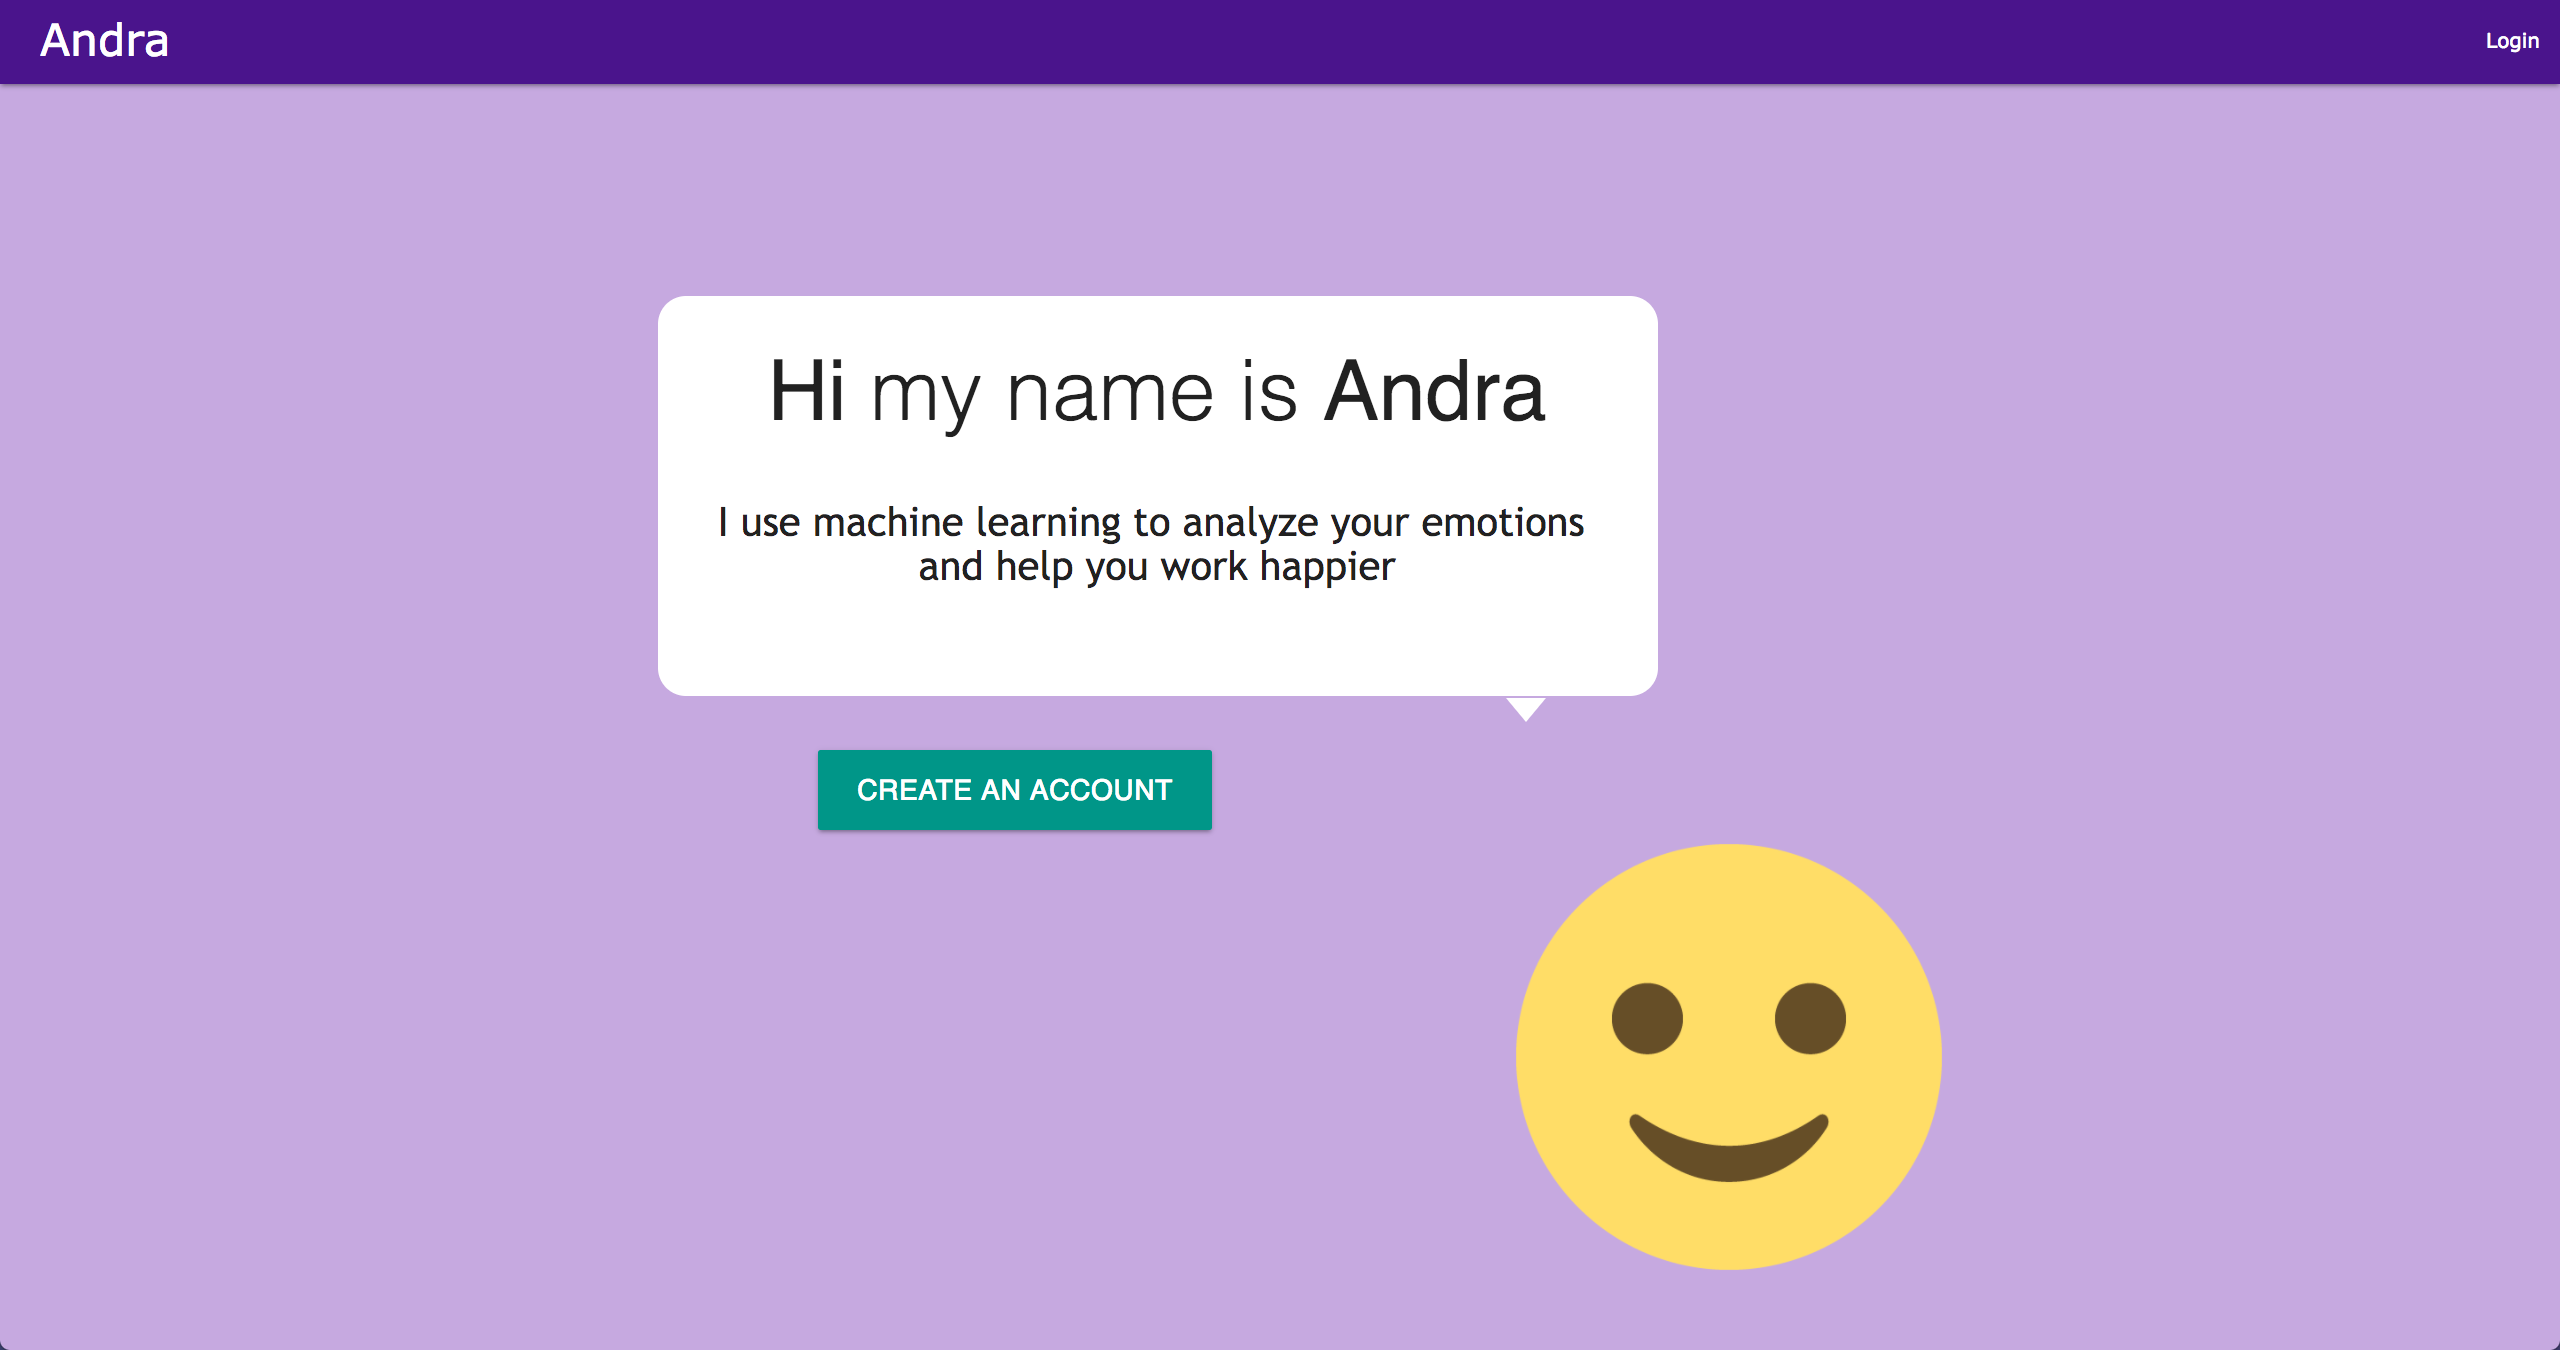 Andra
Login
Hi my name is Andra
I use machine learning to analyze your emotions
and help you work happier
CREATE AN ACCOUNT